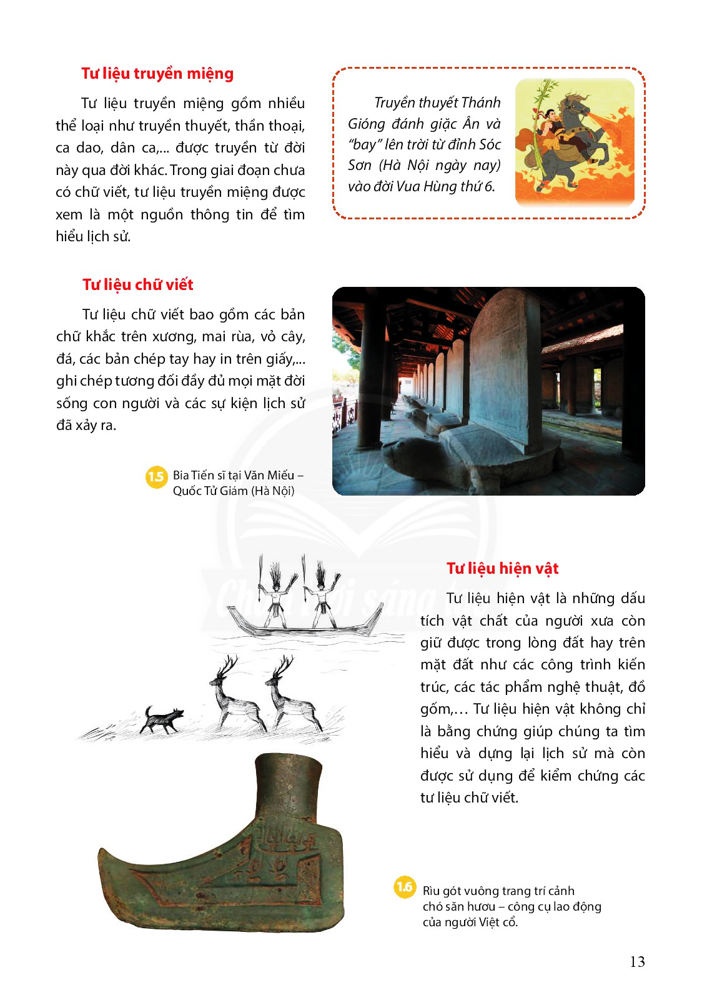 Tư liệu truyền miệng
Tư liệu truyền miệng gồm nhiều
thể loại như truyền thuyết, thần thoại,
ca dao, dân ca,... được truyền từ đời
này qua đời khác. Trong giai đoạn chưa
có chữ viết, tư liệu truyền miệng được
xem là một nguồn thông tin để tìm
hiểu lịch sử.
Truyền thuyết Thánh
Gióng đánh giặc Ân và
“bay” lên trời từ đỉnh Sóc
Sơn (Hà Nội ngày nay)
vào đời Vua Hùng thứ 6.
Tư liệu chữ viết
Tư liệu chữ viết bao gồm các bản
chữ khắc trên xương, mai rùa, vỏ cây,
đá, các bản chép tay hay in trên giấy,...
ghi chép tương đối đầy đủ mọi mặt đời
sống con người và các sự kiện lịch sử
đã xảy ra.
1.5 Bia Tiến sĩ tại Văn Miếu –
Quốc Tử Giám (Hà Nội)
Chân trời sáng tạo
Tư liệu hiện vật
Tư liệu hiện vật là những dấu
tích vật chất của người xưa còn
giữ được trong lòng đất hay trên
mặt đất như các công trình kiến
trúc, các tác phẩm nghệ thuật, đồ
gốm,… Tư liệu hiện vật không chỉ
là bằng chứng giúp chúng ta tìm
hiểu và dựng lại lịch sử mà còn
được sử dụng để kiểm chứng các
tư liệu chữ viết.
1.6 Rìu gót vuông trang trí cảnh
chó săn hươu – công cụ lao động
của người Việt cổ.
13